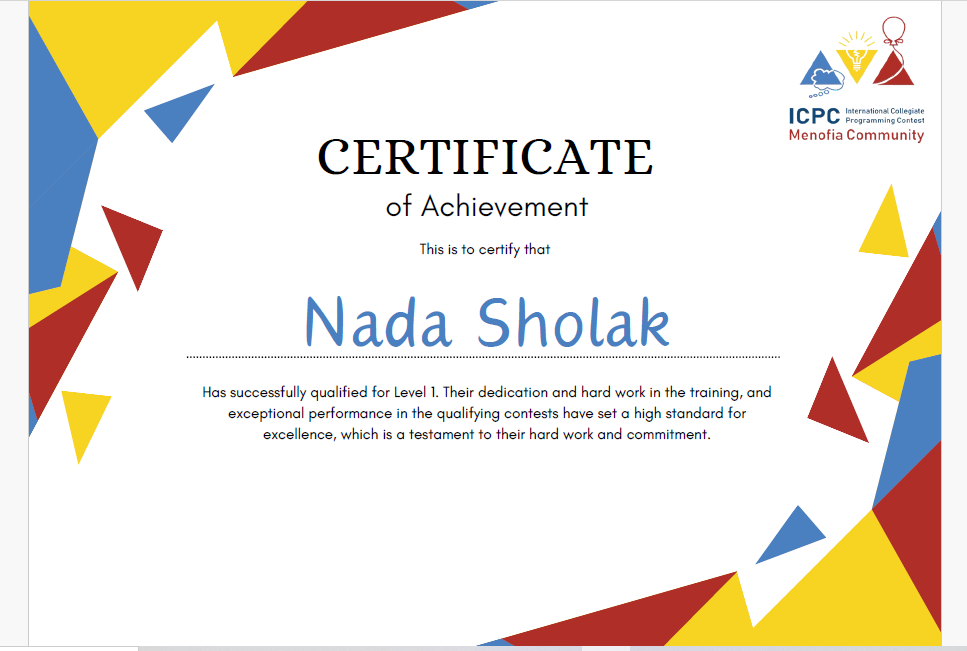 ICPC International Collegiate
Programming Contest
Menofia Community
CERTIFICATE
of Achievement
This is to certify that
Nada Sholak
Has successfully qualified for Level 1. Their dedication and hard work in the training, and
exceptional performance in the qualifying contests have set a high standard for
excellence, which is a testament to their hard work and commitment.